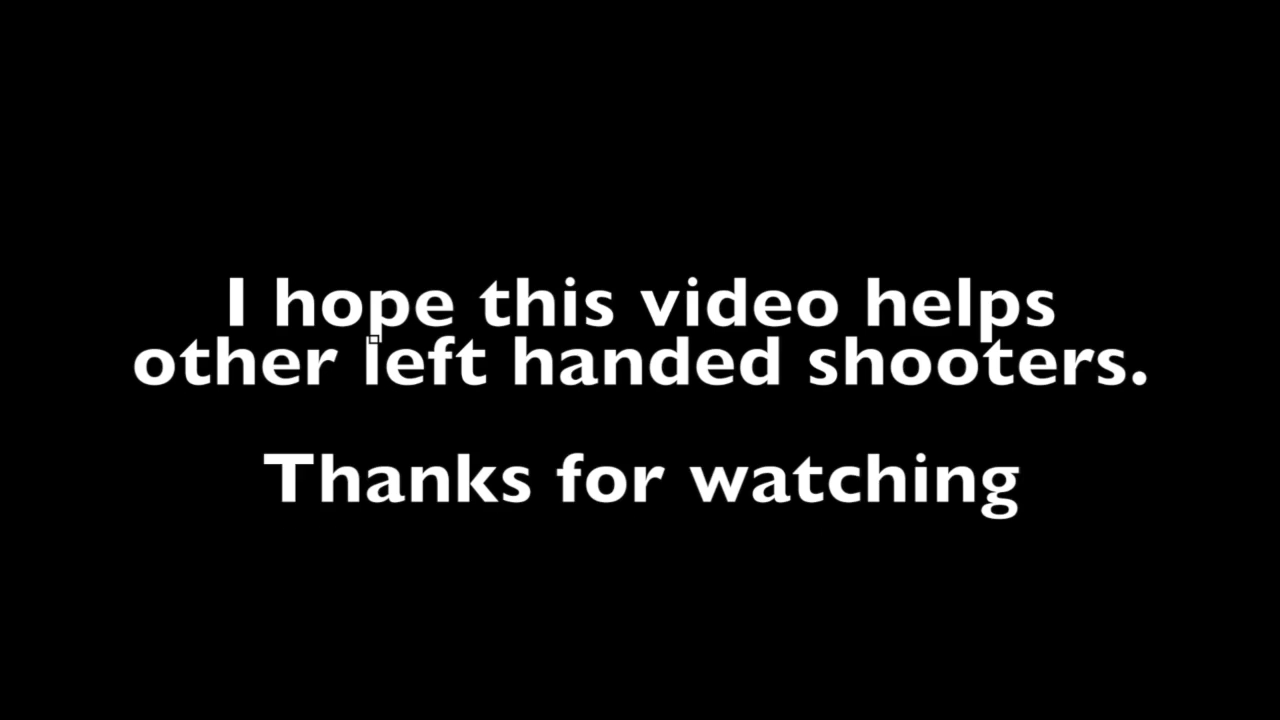 I hope this video helps
other left handed shooters.
Thanks for watching